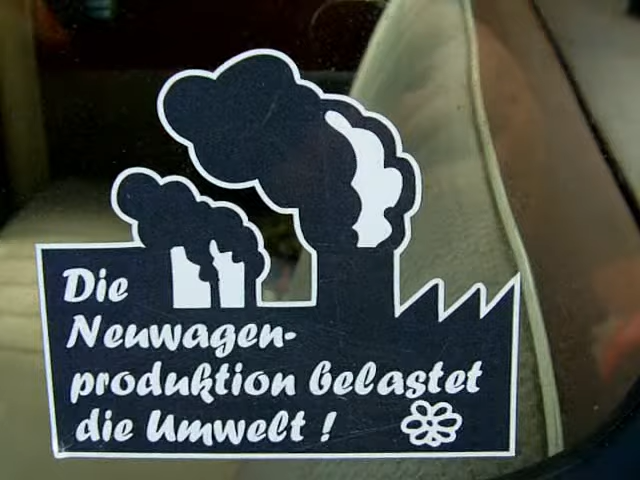 Die
Neuwagen-
produktion belastet
die Umwelt !